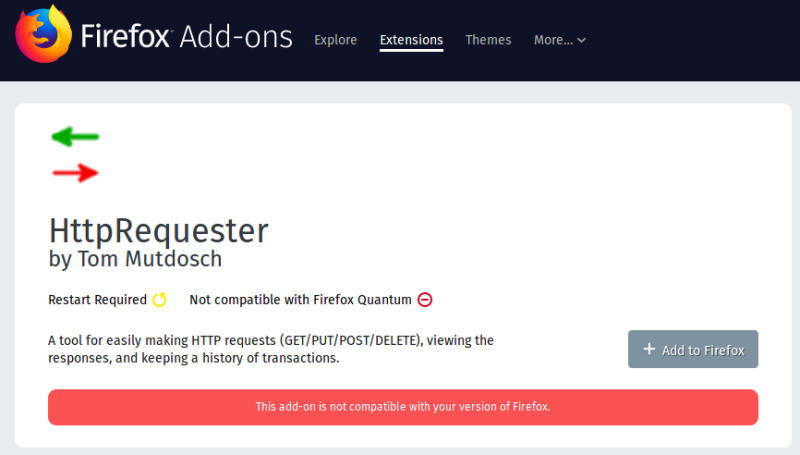 Firefox Add-ons Explore Extensions Themes More...
HttpRequester
by Tom Mutdosch
Restart Required Not compatible with Firefox Quantum
A tool for easily making HTTP requests (GET/PUT/POST/DELETE), viewing the
responses, and keeping a history of transactions.
+ Add to Firefox
This add-on is not compatible with your version of Firefox.